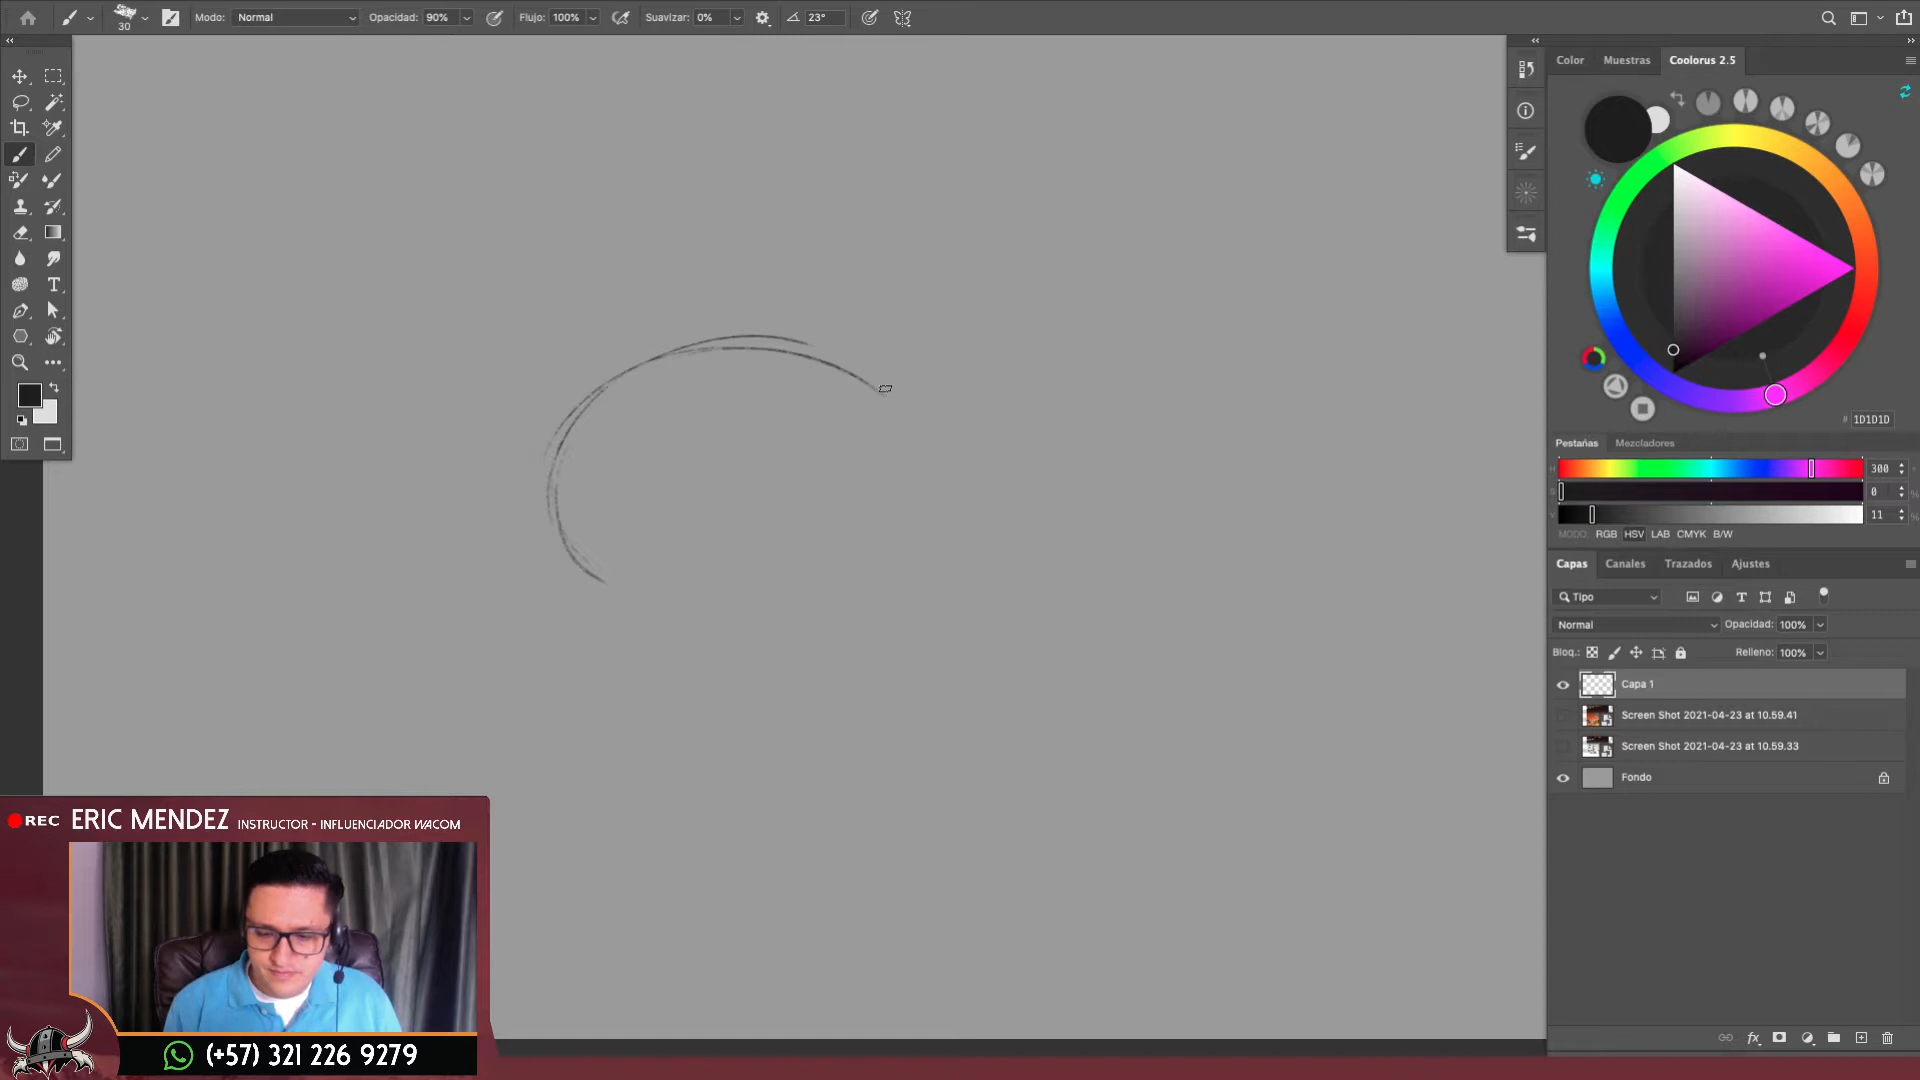 30
Modo: Normal
Opacidad: 90%
Flujo: 100%
Suavizar: 0%
23°
Color
Muestras
Coolorus 2.5
# 1D1D1D
Pestañas
Mezcladores
H 300 °
S 0 %
V 11 %
MODO: RGB HSV LAB CMYK B/W
Capas
Canales
Trazados
Ajustes
Tipo
Normal
Opacidad: 100%
Bloq.:
Relleno: 100%
Capa 1
Screen Shot 2021-04-23 at 10.59.41
Screen Shot 2021-04-23 at 10.59.33
Fondo
fx
REC ERIC MENDEZ INSTRUCTOR - INFLUENCIADOR WACOM
(+57) 321 226 9279